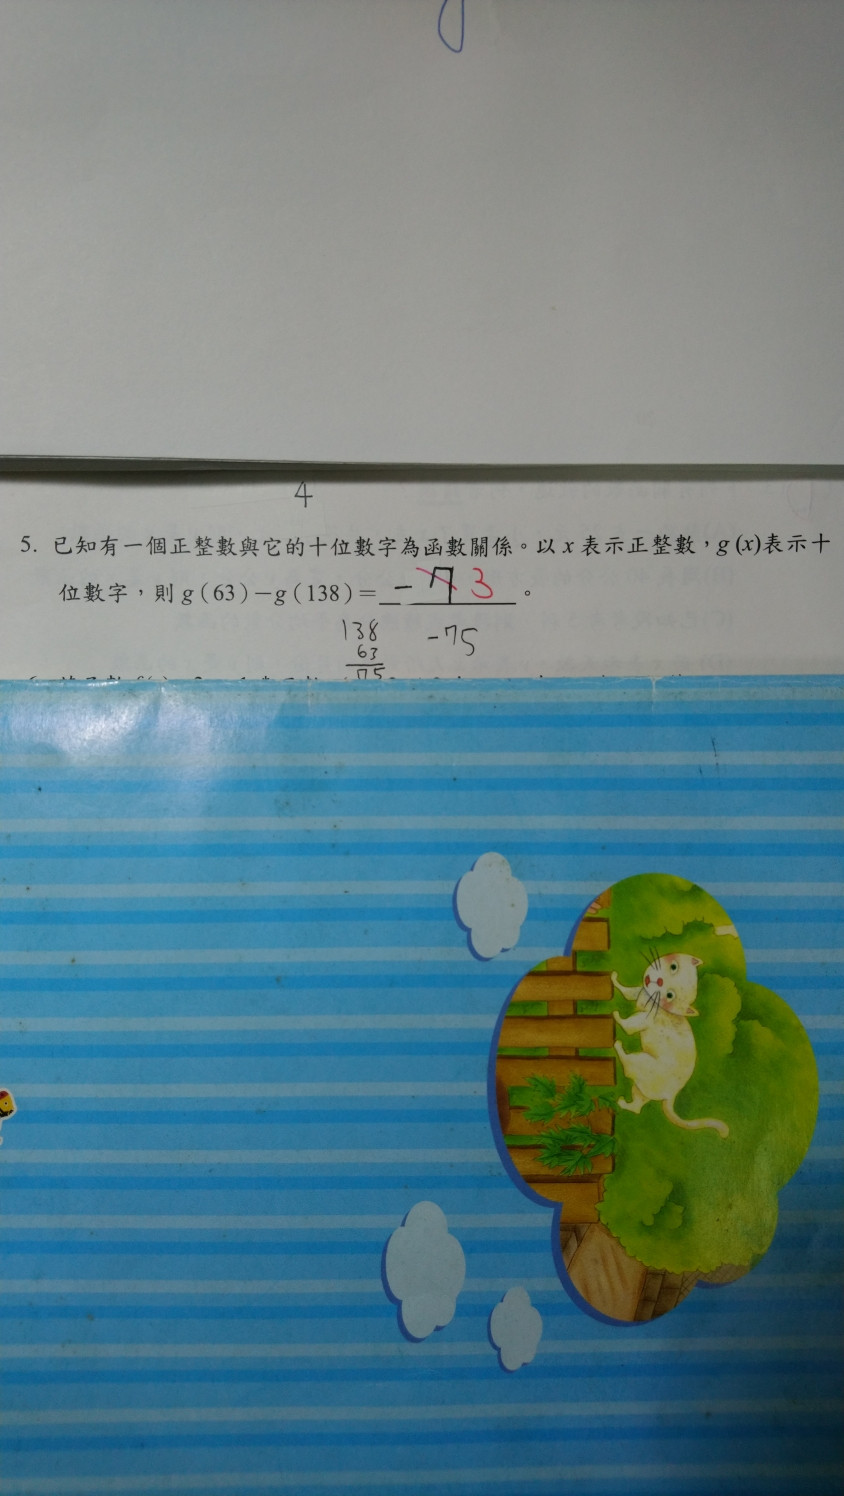 4
5. 已知有一個正整數與它的十位數字為函數關係。以 x 表示正整數，g (x)表示十
位數字，則 g ( 63 ) － g ( 138 ) = -7 3 。
138 -75
63
75